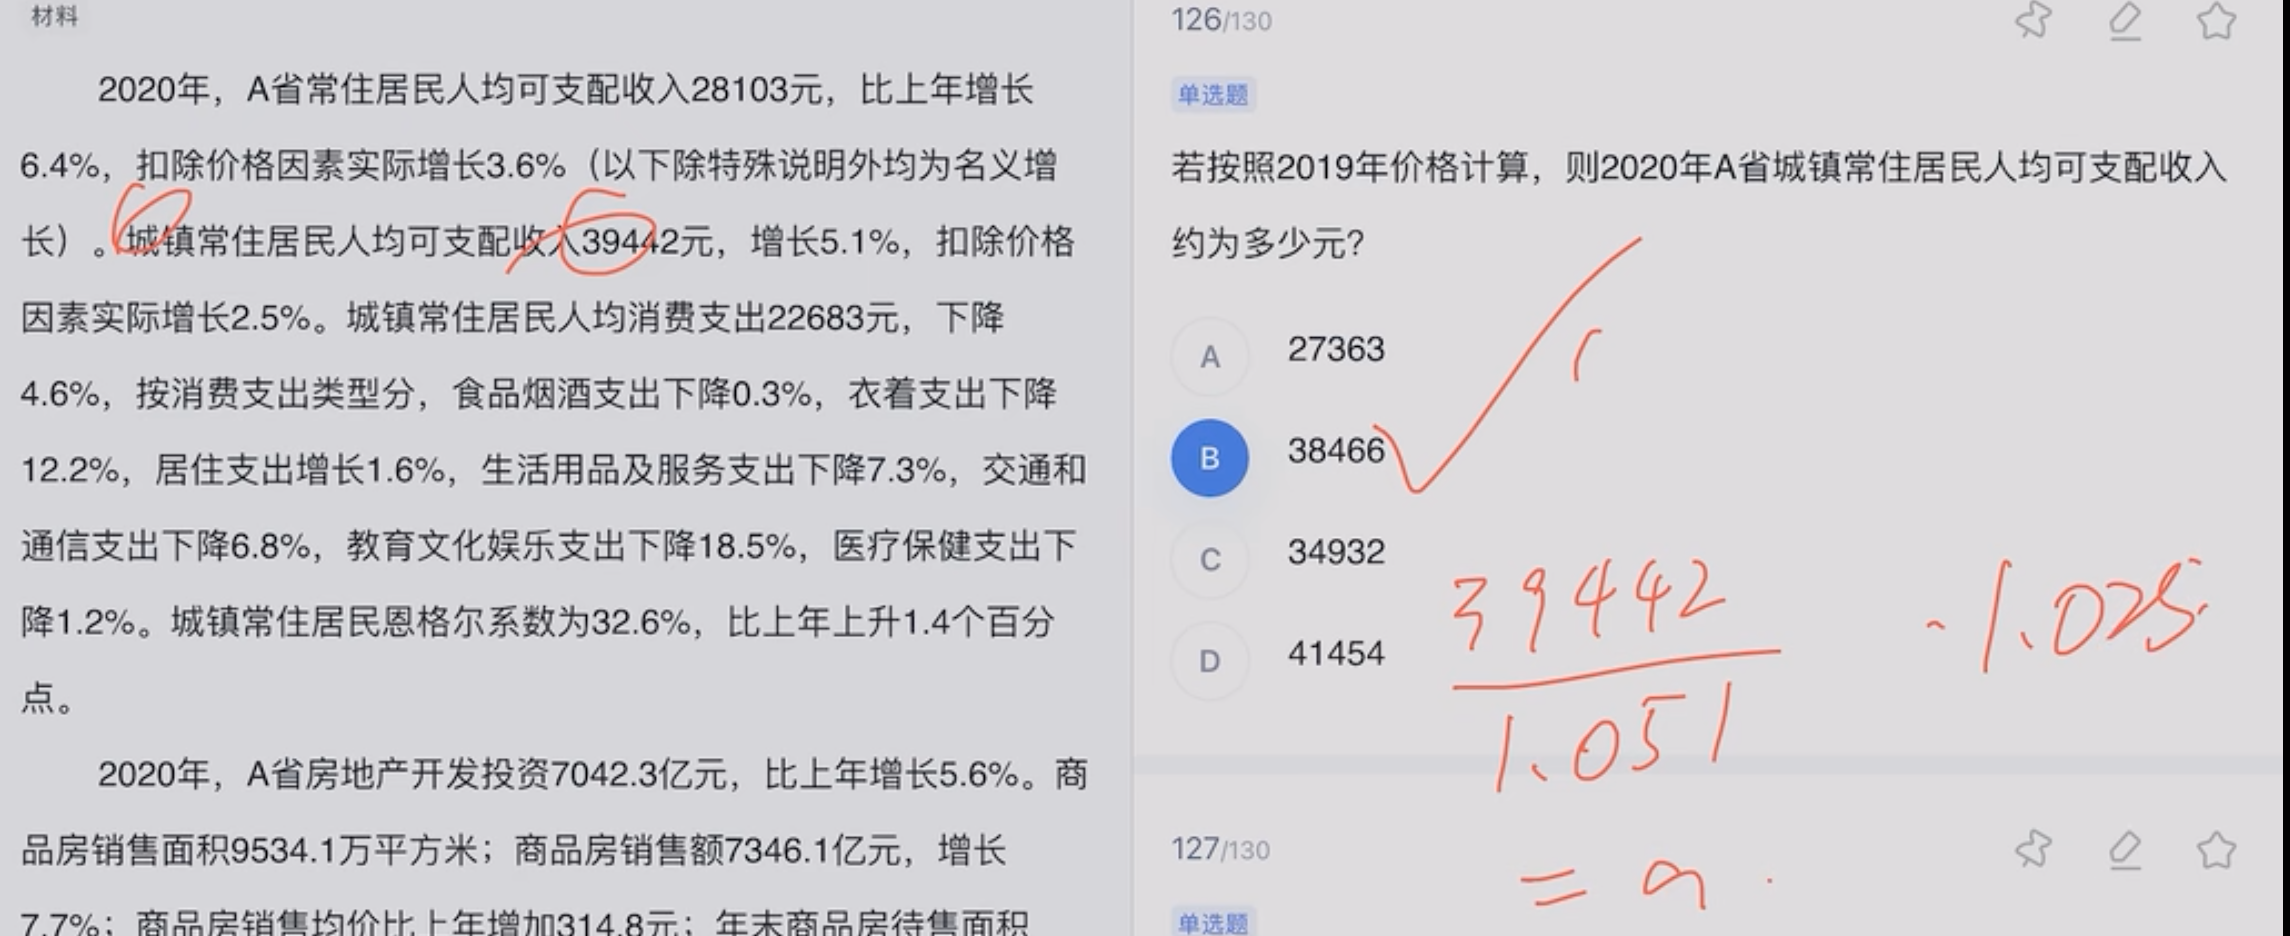 材料
2020年，A省常住居民人均可支配收入28103元，比上年增长
6.4%，扣除价格因素实际增长3.6%（以下除特殊说明外均为名义增
长）。城镇常住居民人均可支配收入39442元，增长5.1%，扣除价格
因素实际增长2.5%。城镇常住居民人均消费支出22683元，下降
4.6%，按消费支出类型分，食品烟酒支出下降0.3%，衣着支出下降
12.2%，居住支出增长1.6%，生活用品及服务支出下降7.3%，交通和
通信支出下降6.8%，教育文化娱乐支出下降18.5%，医疗保健支出下
降1.2%。城镇常住居民恩格尔系数为32.6%，比上年上升1.4个百分
点。
2020年，A省房地产开发投资7042.3亿元，比上年增长5.6%。商
品房销售面积9534.1万平方米；商品房销售额7346.1亿元，增长
7.7%；商品房销售均价比上年增加314.8元；年末商品房待售面积
126/130
单选题
若按照2019年价格计算，则2020年A省城镇常住居民人均可支配收入
约为多少元？
A 27363
B 38466
C 34932
D 41454
39442
1.051
·1.025
= a
127/130
单选题